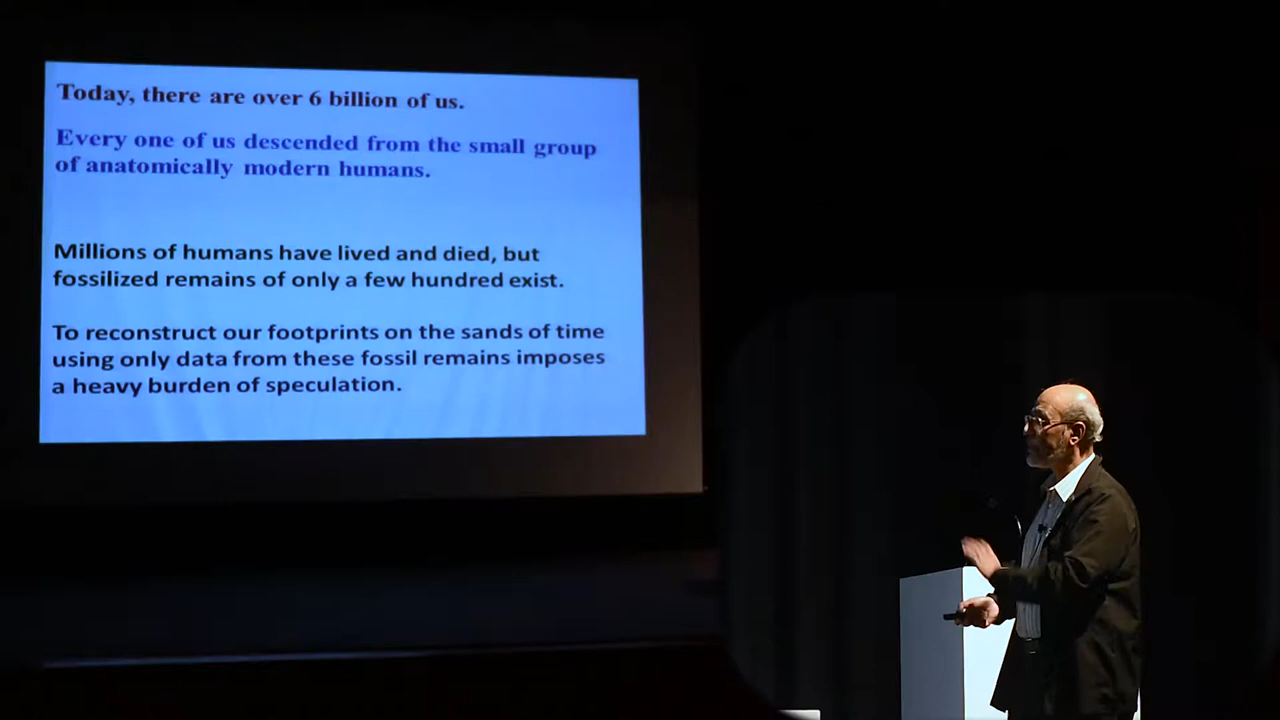 Today, there are over 6 billion of us.
Every one of us descended from the small group
of anatomically modern humans.
Millions of humans have lived and died, but
fossilized remains of only a few hundred exist.
To reconstruct our footprints on the sands of time
using only data from these fossil remains imposes
a heavy burden of speculation.